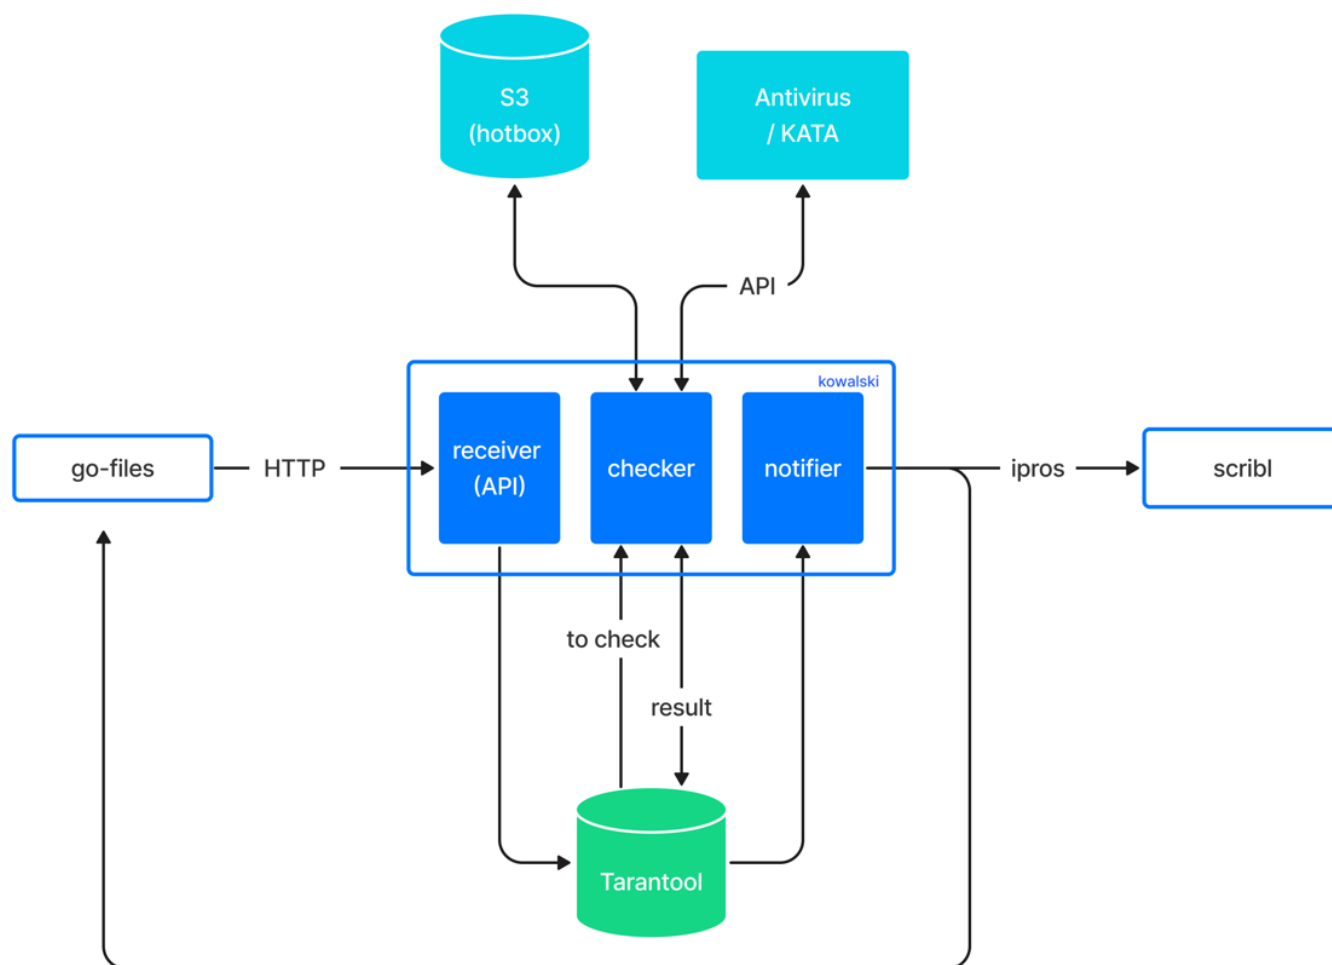 S3
(hotbox)
Antivirus
/ KATA
API
kowalski
go-files
HTTP
receiver
(API)
checker
notifier
ipros
scribl
to check
result
Tarantool